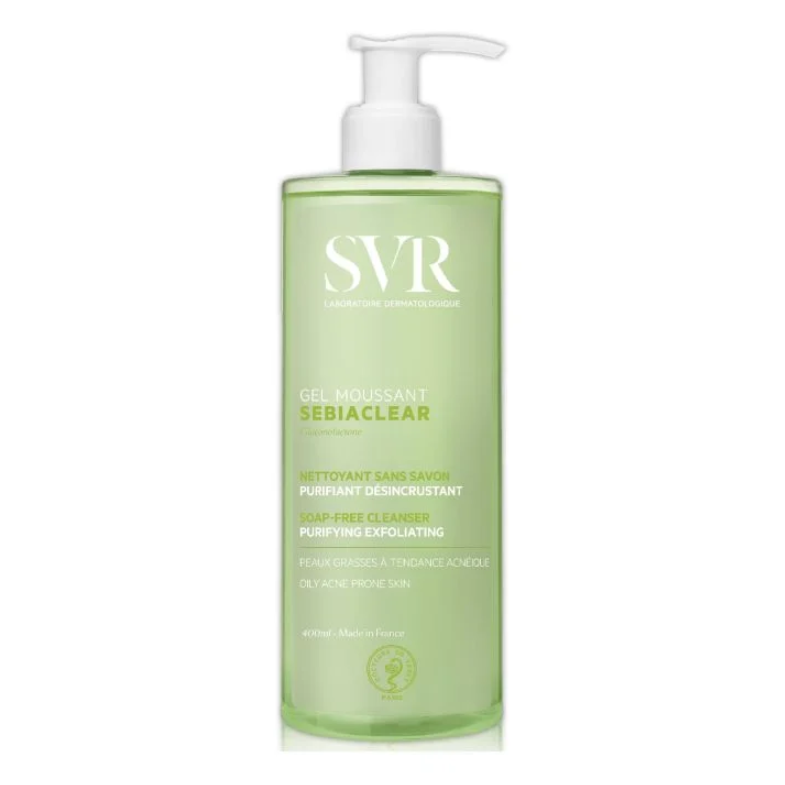 SVR
LABORATOIRE DERMATOLOGIQUE
GEL MOUSSANT
SEBIACLEAR
NETTOYANT SANS SAVON
PURIFIANT DÉSINCRUSTANT
SOAP-FREE CLEANSER
PURIFYING EXFOLIATING
PEAUX GRASSES À TENDANCE ACNÉIQUE
OILY ACNE PRONE SKIN
400ml - Made in France
PARIS